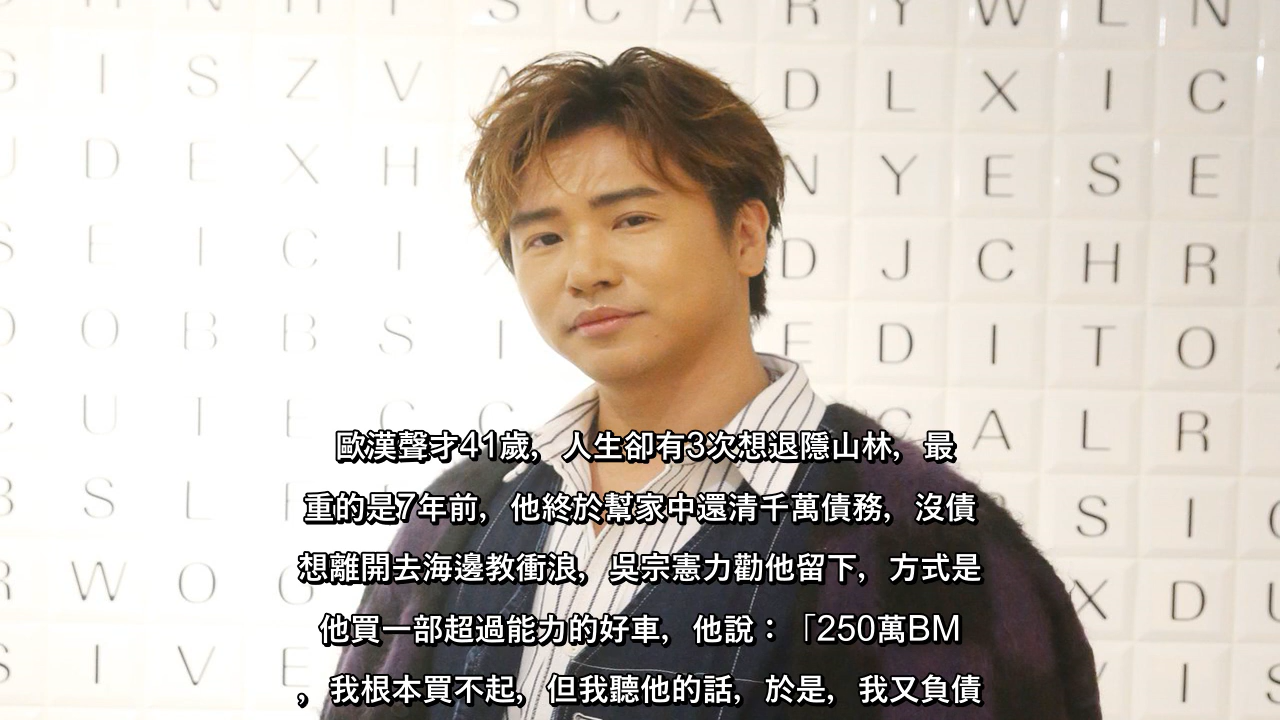 N H I S C A R Y W L N
G I S Z V A D L X I C
U D E X H N Y E S E
S E I C I D J C H R
O O B B S I E D I T O
C U I E C C C A L R
B S L S I C
R W O O X D U
S I V E I S
歐漢聲才41歲，人生卻有3次想退隱山林，最
重的是7年前，他終於幫家中還清千萬債務，沒債
想離開去海邊教衝浪，吳宗憲力勸他留下，方式是
他買一部超過能力的好車，他說：「250萬BM
，我根本買不起，但我聽他的話，於是，我又負債